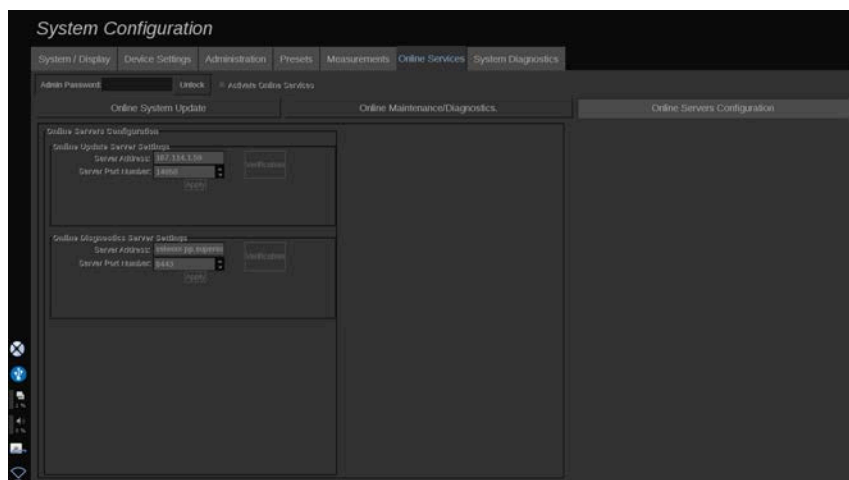 System Configuration
System / Display Device Settings Administration Presets Measurements Online Services System Diagnostics
Admin Password: Unlock Activate Online Services
Online System Update Online Maintenance/Diagnostics. Online Servers Configuration
Online Servers Configuration
Online Update Server Settings
Server Address:
Server Port Number: 14050
Verification
Apply
Online Diagnostics Server Settings
Server Address:
Server Port Number: 8443
Verification
Apply